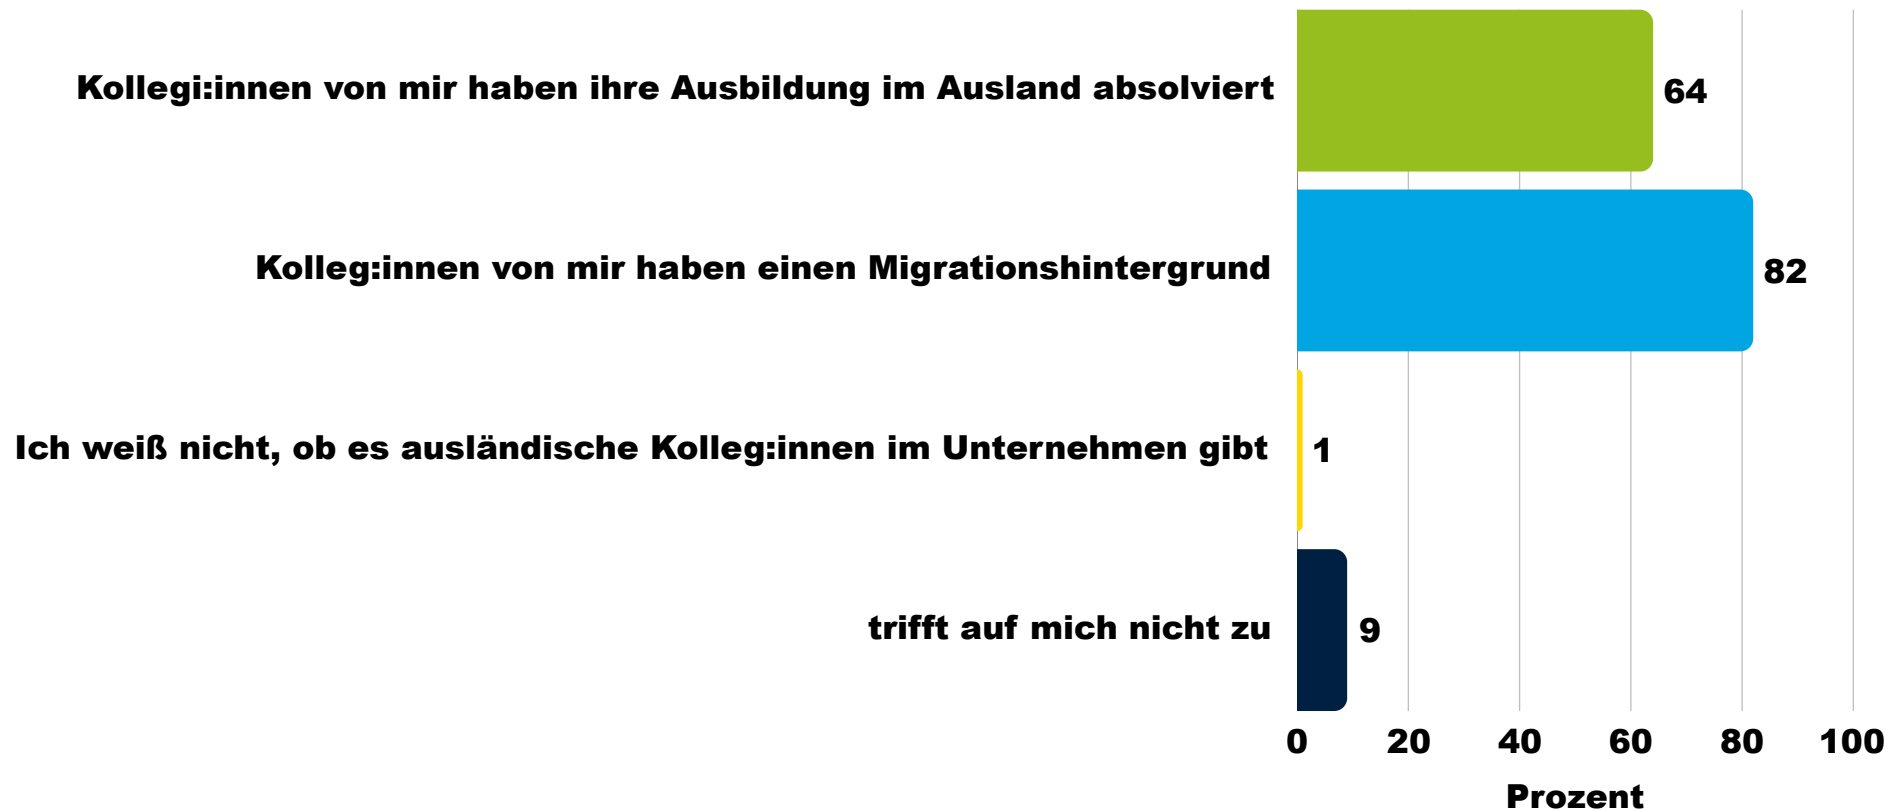 Kollegi:innen von mir haben ihre Ausbildung im Ausland absolviert
64
Kolleg:innen von mir haben einen Migrationshintergrund
82
Ich weiß nicht, ob es ausländische Kolleg:innen im Unternehmen gibt
1
trifft auf mich nicht zu
9
0 20 40 60 80 100
Prozent